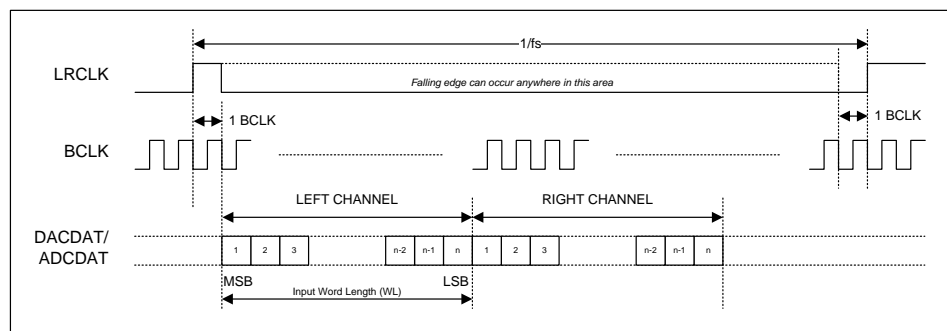 1/fs
LRCLK
Falling edge can occur anywhere in this area
1 BCLK
1 BCLK
BCLK
LEFT CHANNEL
RIGHT CHANNEL
DACDAT/
ADCDAT
1 2 3 n-2 n-1 n 1 2 3 n-2 n-1 n
MSB
LSB
Input Word Length (WL)